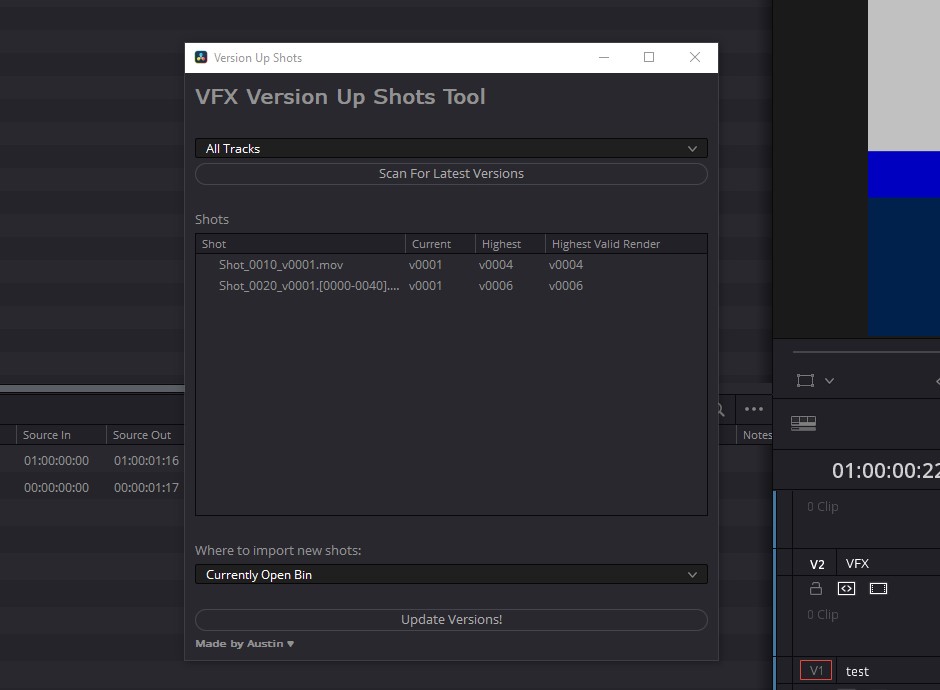 Version Up Shots
VFX Version Up Shots Tool
All Tracks
Scan For Latest Versions
Shots
Shot Current Highest Highest Valid Render
Shot_0010_v0001.mov v0001 v0004 v0004
Shot_0020_v0001.[0000-0040].... v0001 v0006 v0006
Where to import new shots:
Currently Open Bin
Update Versions!
Made by Austin ♥
Source In Source Out
01:00:00:00 01:00:01:16
00:00:00:00 00:00:01:17
Notes
01:00:00:22
0 Clip
V2 VFX
0 Clip
V1 test